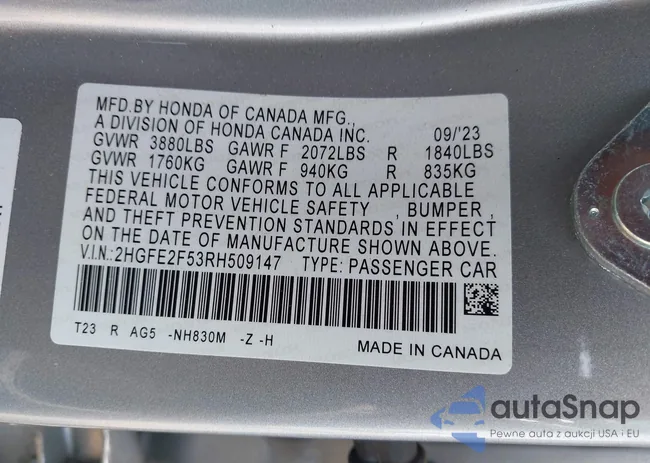 MFD.BY HONDA OF CANADA MFG.,
A DIVISION OF HONDA CANADA INC. 09/'23
GVWR 3880LBS GAWR F 2072LBS R 1840LBS
GVWR 1760KG GAWR F 940KG R 835KG
THIS VEHICLE CONFORMS TO ALL APPLICABLE
FEDERAL MOTOR VEHICLE SAFETY , BUMPER ,
AND THEFT PREVENTION STANDARDS IN EFFECT
ON THE DATE OF MANUFACTURE SHOWN ABOVE.
V.I.N.:2HGFE2F53RH509147 TYPE: PASSENGER CAR
T23 R AG5 -NH830M -Z -H
MADE IN CANADA
autaSnap
Pewne auta z aukcji USA i EU